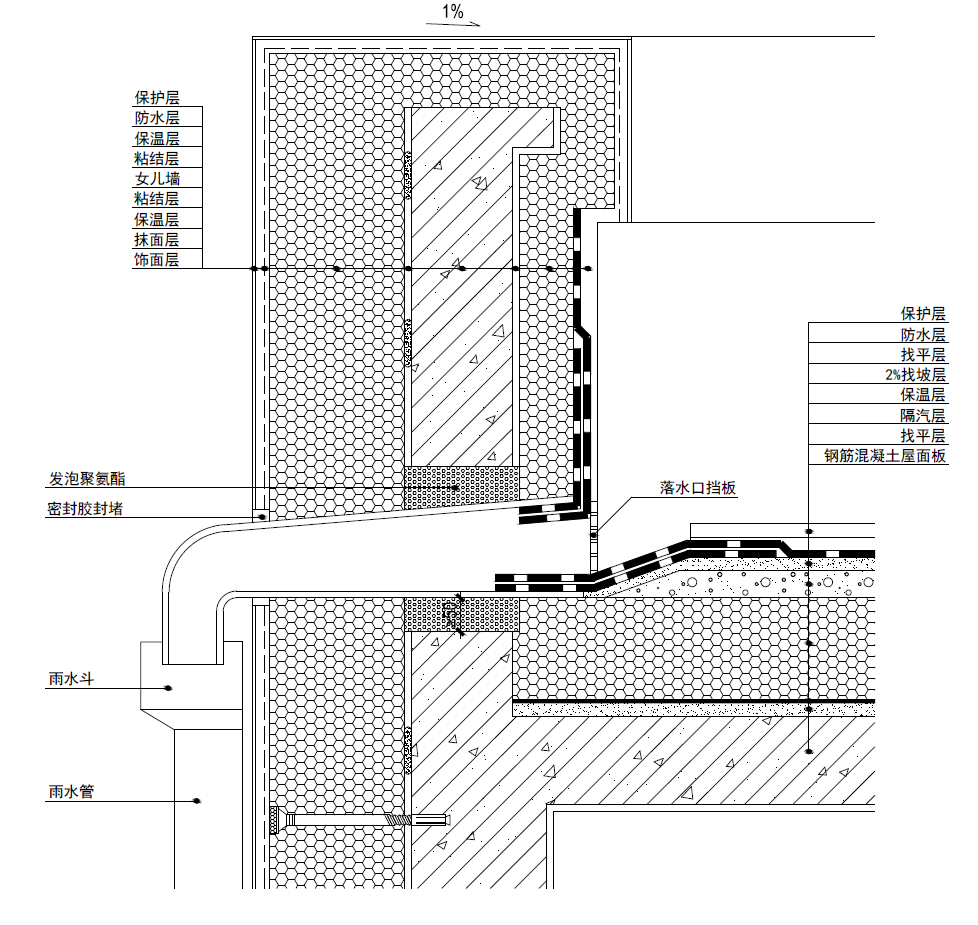 1%
保护层
防水层
保温层
粘结层
女儿墙
粘结层
保温层
抹面层
饰面层
保护层
防水层
找平层
2%找坡层
保温层
隔汽层
找平层
钢筋混凝土屋面板
发泡聚氨酯
密封胶封堵
落水口挡板
雨水斗
雨水管